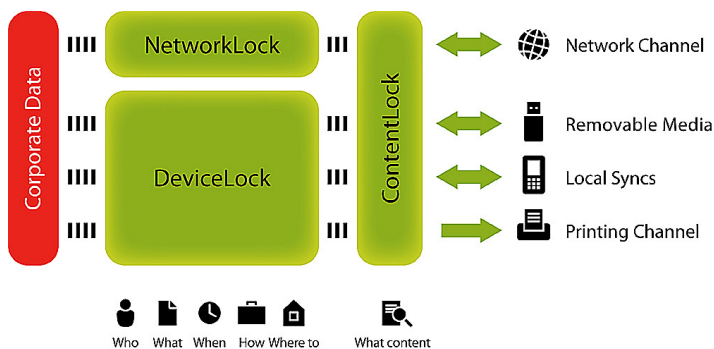 Corporate Data
NetworkLock
DeviceLock
ContentLock
Network Channel
Removable Media
Local Syncs
Printing Channel
Who What When How Where to
What content